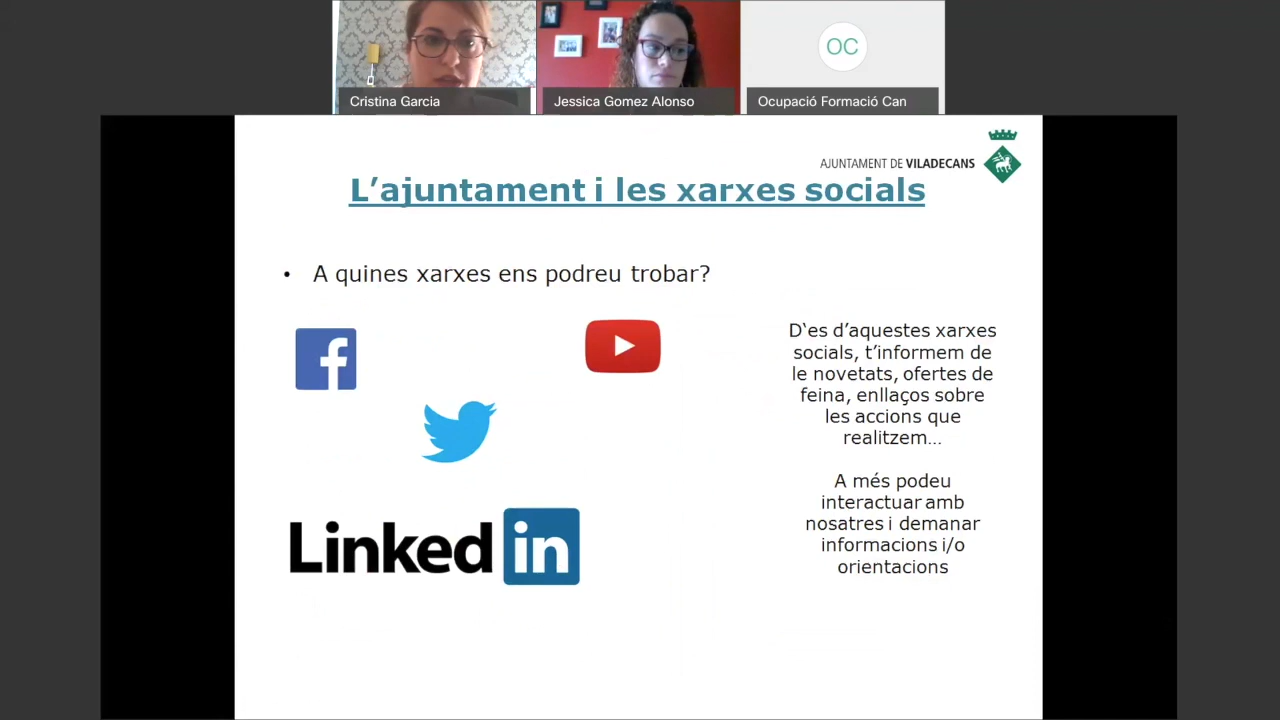 Cristina Garcia
Jessica Gomez Alonso
OC
Ocupació Formació Can
AJUNTAMENT DE VILADECANS
L’ajuntament i les xarxes socials
• A quines xarxes ens podreu trobar?
D‘es d’aquestes xarxes
socials, t’informem de
le novetats, ofertes de
feina, enllaços sobre
les accions que
realitzem…
A més podeu
interactuar amb
nosatres i demanar
informacions i/o
orientacions
Linked in